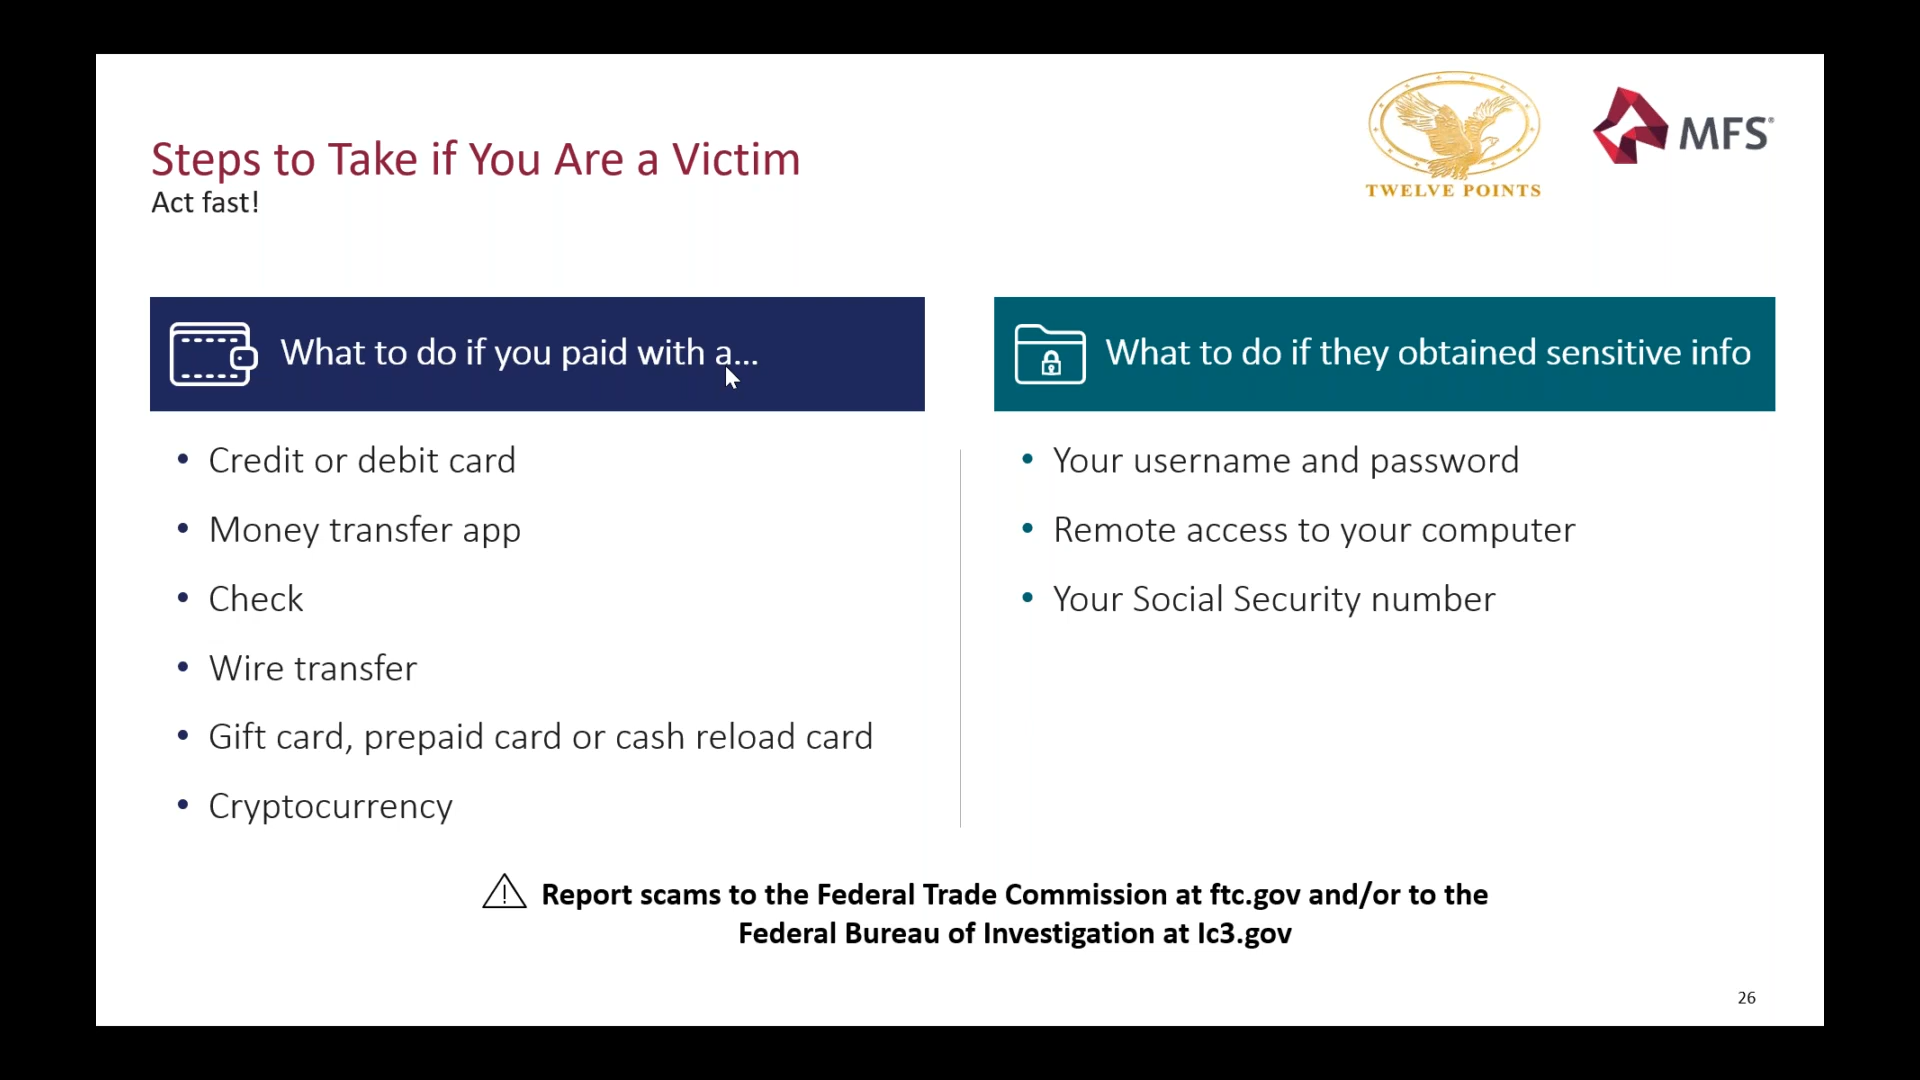 TWELVE POINTS
MFS®
Steps to Take if You Are a Victim
Act fast!
What to do if you paid with a...
• Credit or debit card
• Money transfer app
• Check
• Wire transfer
• Gift card, prepaid card or cash reload card
• Cryptocurrency
What to do if they obtained sensitive info
• Your username and password
• Remote access to your computer
• Your Social Security number
Report scams to the Federal Trade Commission at ftc.gov and/or to the
Federal Bureau of Investigation at Ic3.gov
26